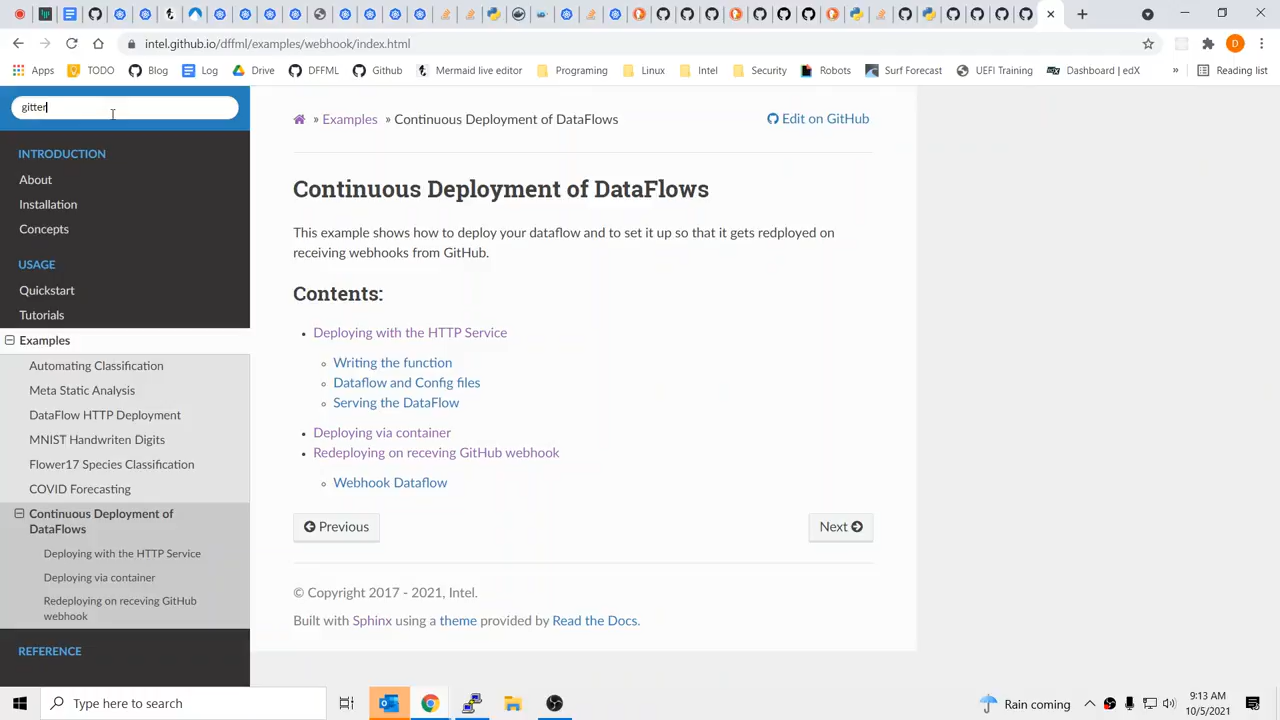 intel.github.io/dffml/examples/webhook/index.html
Apps TODO Blog Log Drive DFFML Github Mermaid live editor Programing Linux Intel Security Robots Surf Forecast UEFI Training Dashboard | edX » Reading list
gitter
INTRODUCTION
About
Installation
Concepts
USAGE
Quickstart
Tutorials
Examples
Automating Classification
Meta Static Analysis
DataFlow HTTP Deployment
MNIST Handwriten Digits
Flower17 Species Classification
COVID Forecasting
Continuous Deployment of
DataFlows
Deploying with the HTTP Service
Deploying via container
Redeploying on receving GitHub
webhook
REFERENCE
» Examples » Continuous Deployment of DataFlows
Edit on GitHub
Continuous Deployment of DataFlows
This example shows how to deploy your dataflow and to set it up so that it gets redployed on
receiving webhooks from GitHub.
Contents:
Deploying with the HTTP Service
Writing the function
Dataflow and Config files
Serving the DataFlow
Deploying via container
Redeploying on receving GitHub webhook
Webhook Dataflow
Previous
Next
© Copyright 2017 - 2021, Intel.
Built with Sphinx using a theme provided by Read the Docs.
Type here to search
Rain coming
9:13 AM
10/5/2021